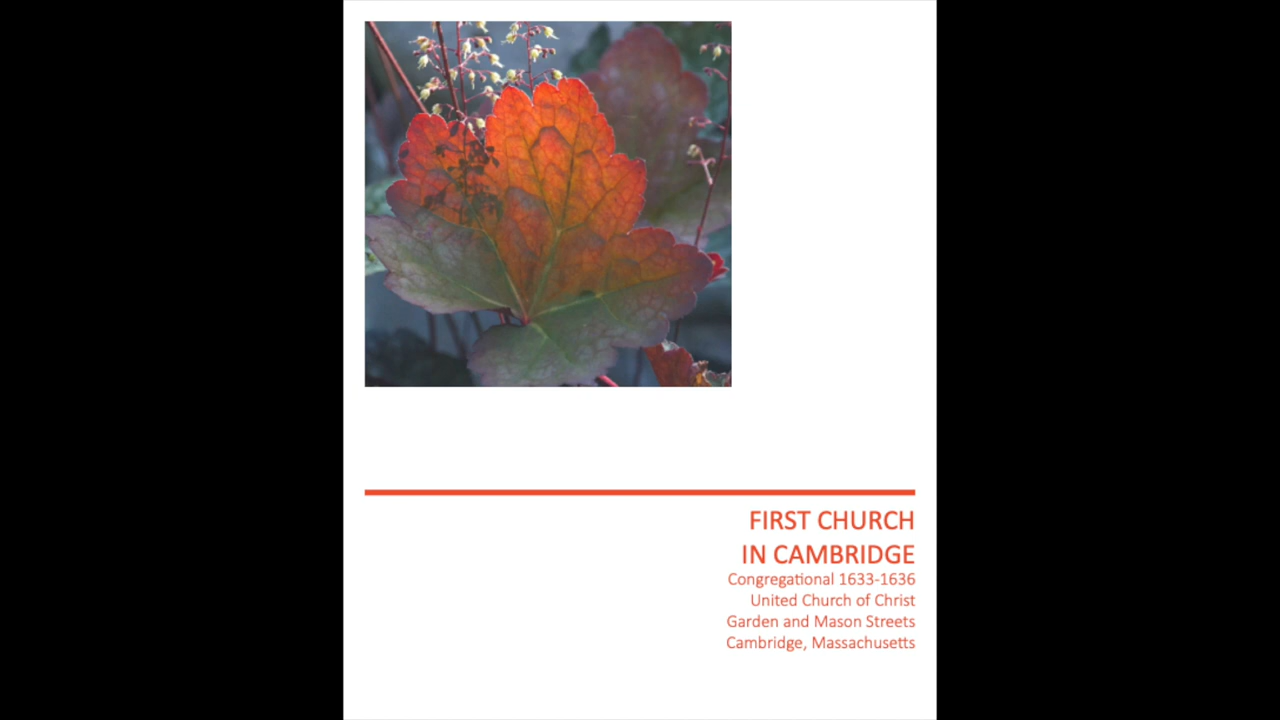 FIRST CHURCH
IN CAMBRIDGE
Congregational 1633-1636
United Church of Christ
Garden and Mason Streets
Cambridge, Massachusetts